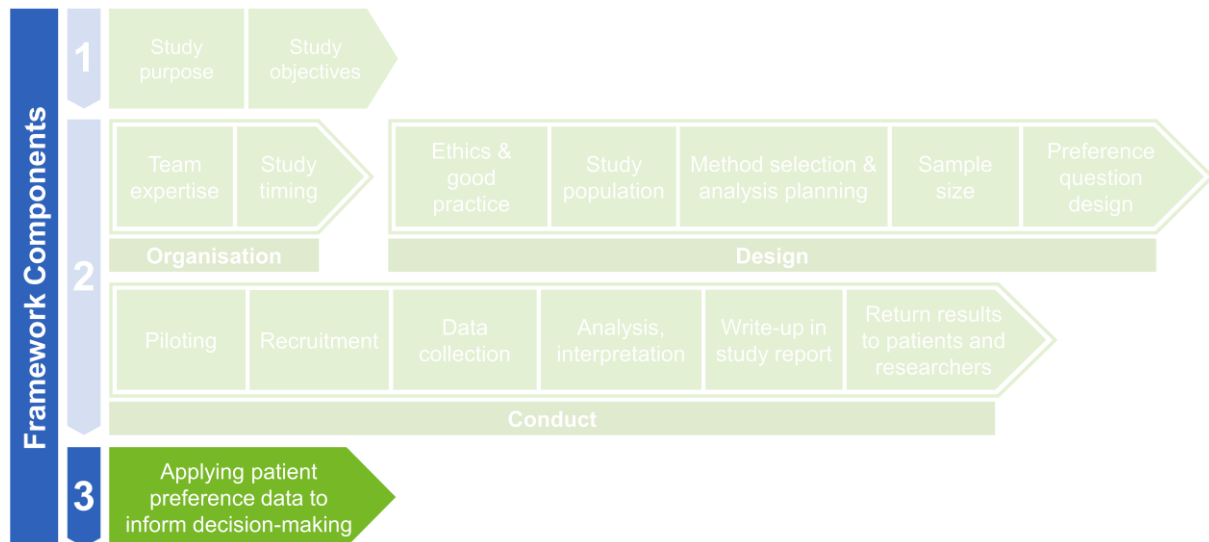 Framework Components
1
Study
purpose
Study
objectives
2
Team
expertise
Study
timing
Organisation
Ethics &
good
practice
Study
population
Method selection &
analysis planning
Sample
size
Preference
question
design
Design
Piloting
Recruitment
Data
collection
Analysis,
interpretation
Write-up in
study report
Return results
to patients and
researchers
Conduct
3
Applying patient
preference data to
inform decision-making